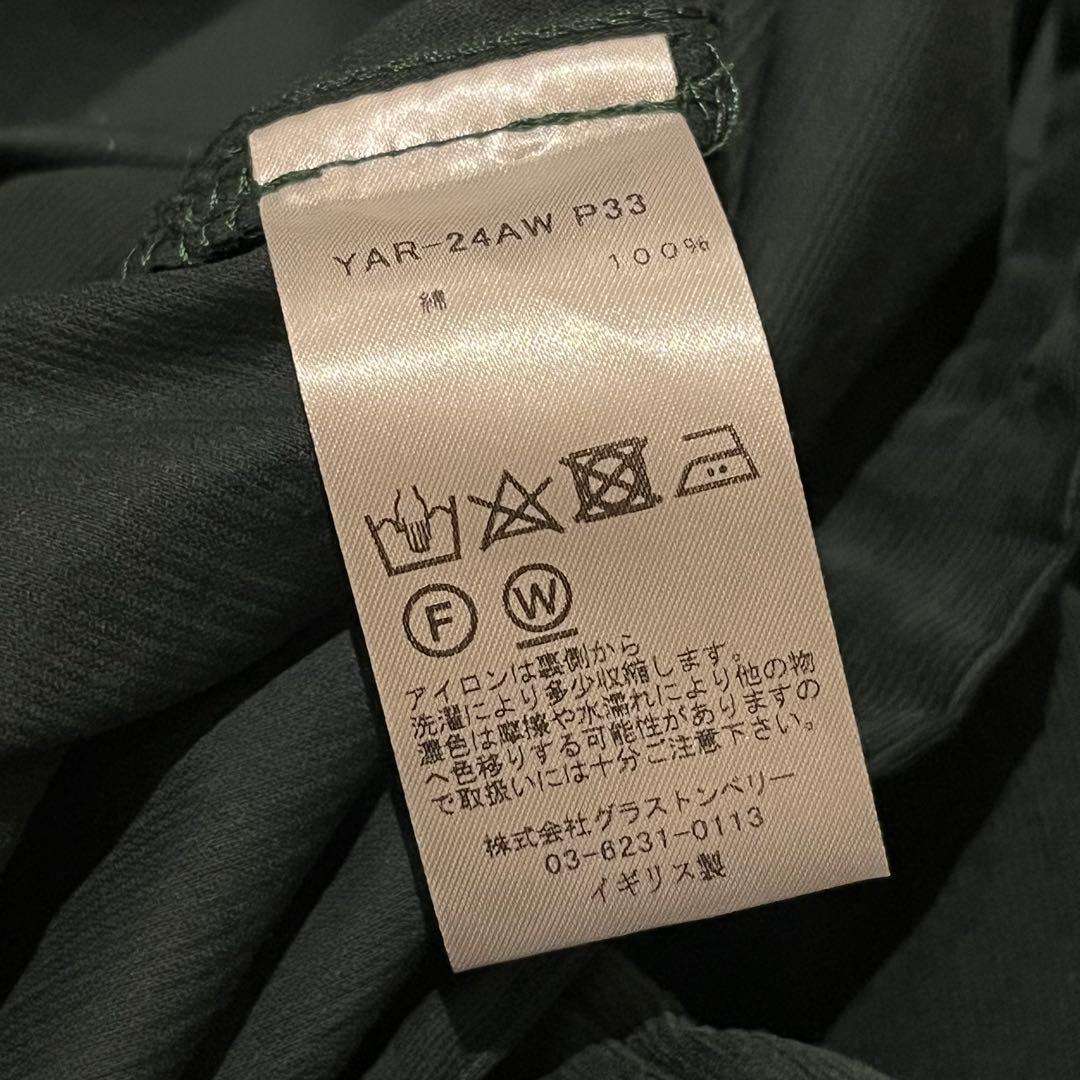 YAR-24AW P33
綿 100%
F W
アイロンは裏側から
洗濯により多少収縮します。
濃色は摩擦や水濡れにより他の物
へ色移りする可能性がありますの
で取扱いには十分ご注意下さい。
株式会社グラストンベリー
03-6231-0113
イギリス製